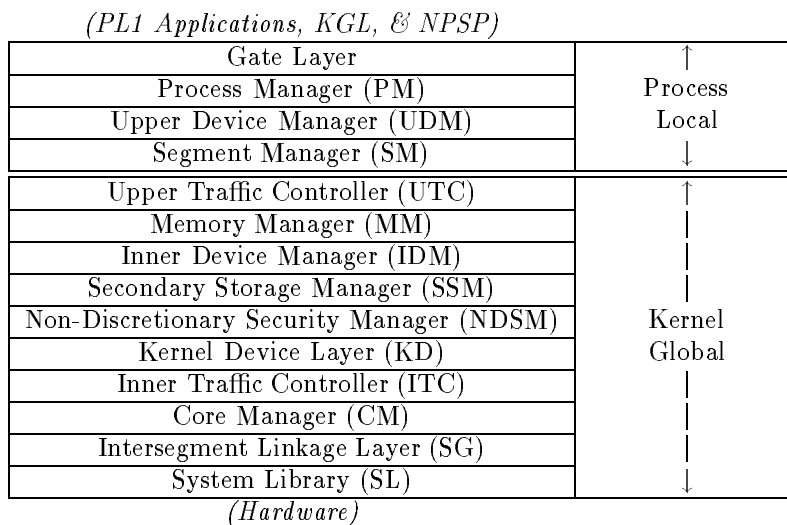 (PL1 Applications, KGL, & NPSP)
Gate Layer ↑
Process Manager (PM) Process
Upper Device Manager (UDM) Local
Segment Manager (SM) ↓
Upper Traffic Controller (UTC) ↑
Memory Manager (MM) |
Inner Device Manager (IDM) |
Secondary Storage Manager (SSM) |
Non-Discretionary Security Manager (NDSM) Kernel
Kernel Device Layer (KD) Global
Inner Traffic Controller (ITC) |
Core Manager (CM) |
Intersegment Linkage Layer (SG) |
System Library (SL) ↓
(Hardware)